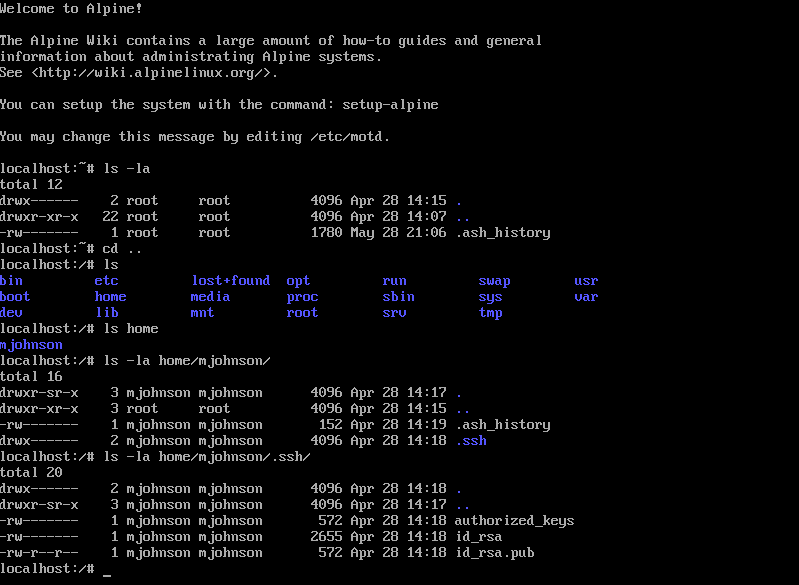 Welcome to Alpine!
The Alpine Wiki contains a large amount of how-to guides and general
information about administrating Alpine systems.
See <http://wiki.alpinelinux.org/>.
You can setup the system with the command: setup-alpine
You may change this message by editing /etc/motd.
localhost:~# ls -la
total 12
drwx------    2 root     root          4096 Apr 28 14:15 .
drwxr-xr-x   22 root     root          4096 Apr 28 14:07 ..
-rw-------    1 root     root          1780 May 28 21:06 .ash_history
localhost:~# cd ..
localhost:/# ls
bin         etc         lost+found  opt         run         swap        usr
boot        home        media       proc        sbin        sys         var
dev         lib         mnt         root        srv         tmp
localhost:/# ls home
mjohnson
localhost:/# ls -la home/mjohnson/
total 16
drwxr-sr-x    3 mjohnson mjohnson      4096 Apr 28 14:17 .
drwxr-xr-x    3 root     root          4096 Apr 28 14:15 ..
-rw-------    1 mjohnson mjohnson       152 Apr 28 14:19 .ash_history
drwx------    2 mjohnson mjohnson      4096 Apr 28 14:18 .ssh
localhost:/# ls -la home/mjohnson/.ssh/
total 20
drwx------    2 mjohnson mjohnson      4096 Apr 28 14:18 .
drwxr-sr-x    3 mjohnson mjohnson      4096 Apr 28 14:17 ..
-rw-------    1 mjohnson mjohnson       572 Apr 28 14:18 authorized_keys
-rw-------    1 mjohnson mjohnson      2655 Apr 28 14:18 id_rsa
-rw-r--r--    1 mjohnson mjohnson       572 Apr 28 14:18 id_rsa.pub
localhost:/# _